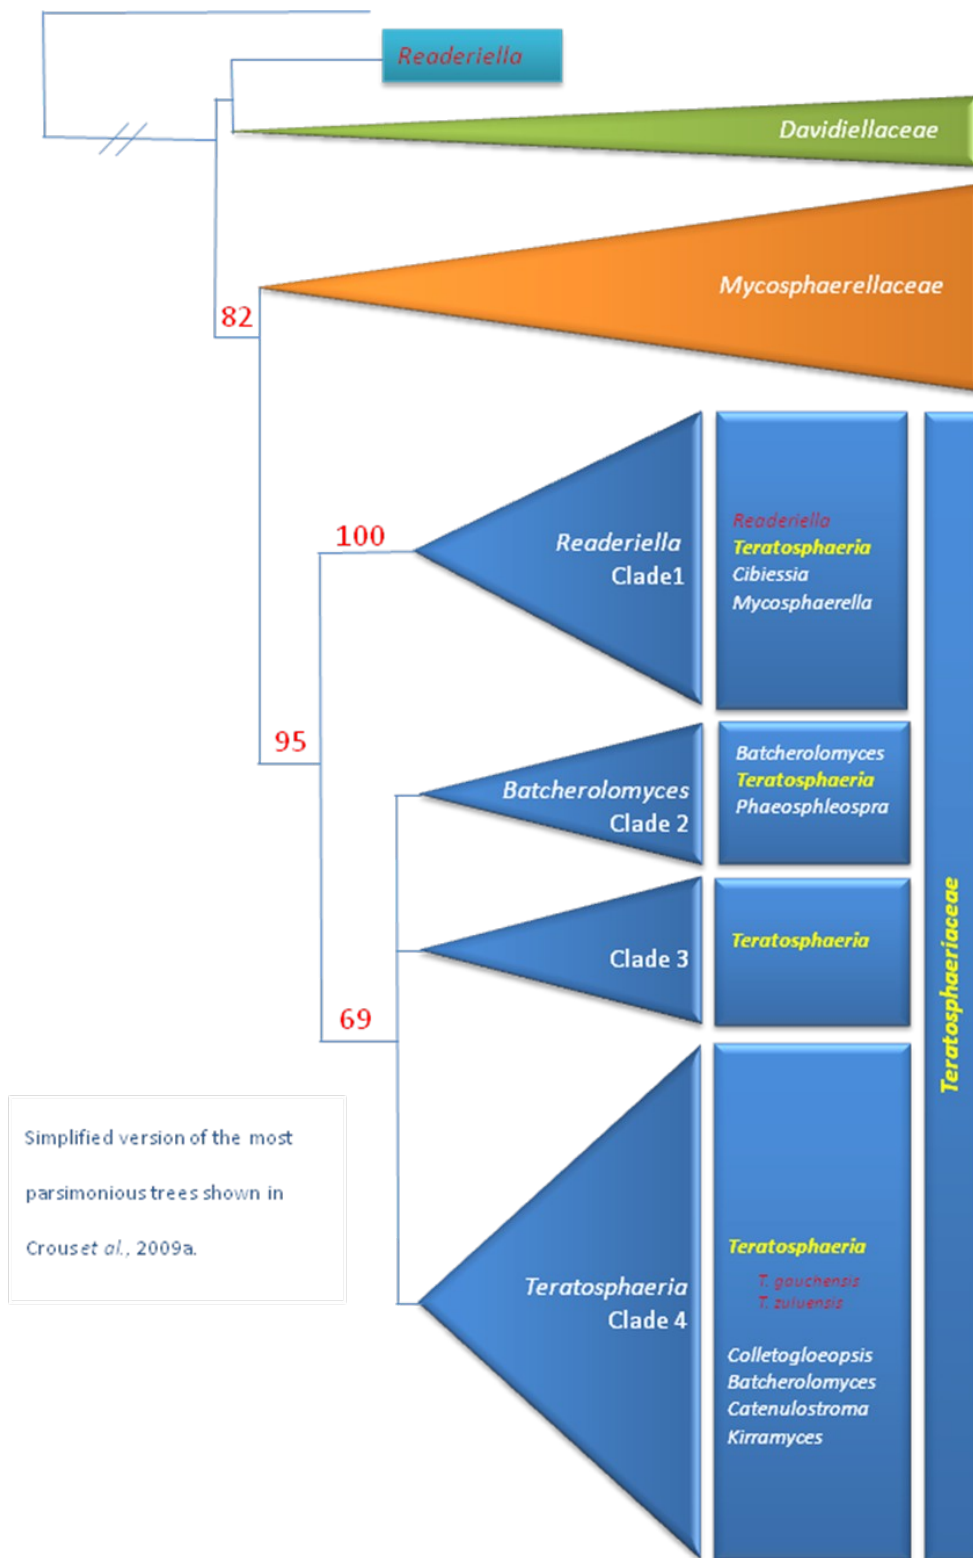 Readeriella
Davidiellaceae
Mycosphaerellaceae
82
100
Readeriella
Clade1
Readeriella
Teratosphaeria
Cibiessia
Mycosphaerella
95
Batcherolomyces
Clade 2
Batcherolomyces
Teratosphaeria
Phaeosphleospra
Clade 3
Teratosphaeria
69
Teratosphaeriaceae
Simplified version of the most
parsimonious trees shown in
Crous et al., 2009a.
Teratosphaeria
Clade 4
Teratosphaeria
T. gauchensis
T. zuluensis
Colletogloeopsis
Batcherolomyces
Catenulostroma
Kirramyces